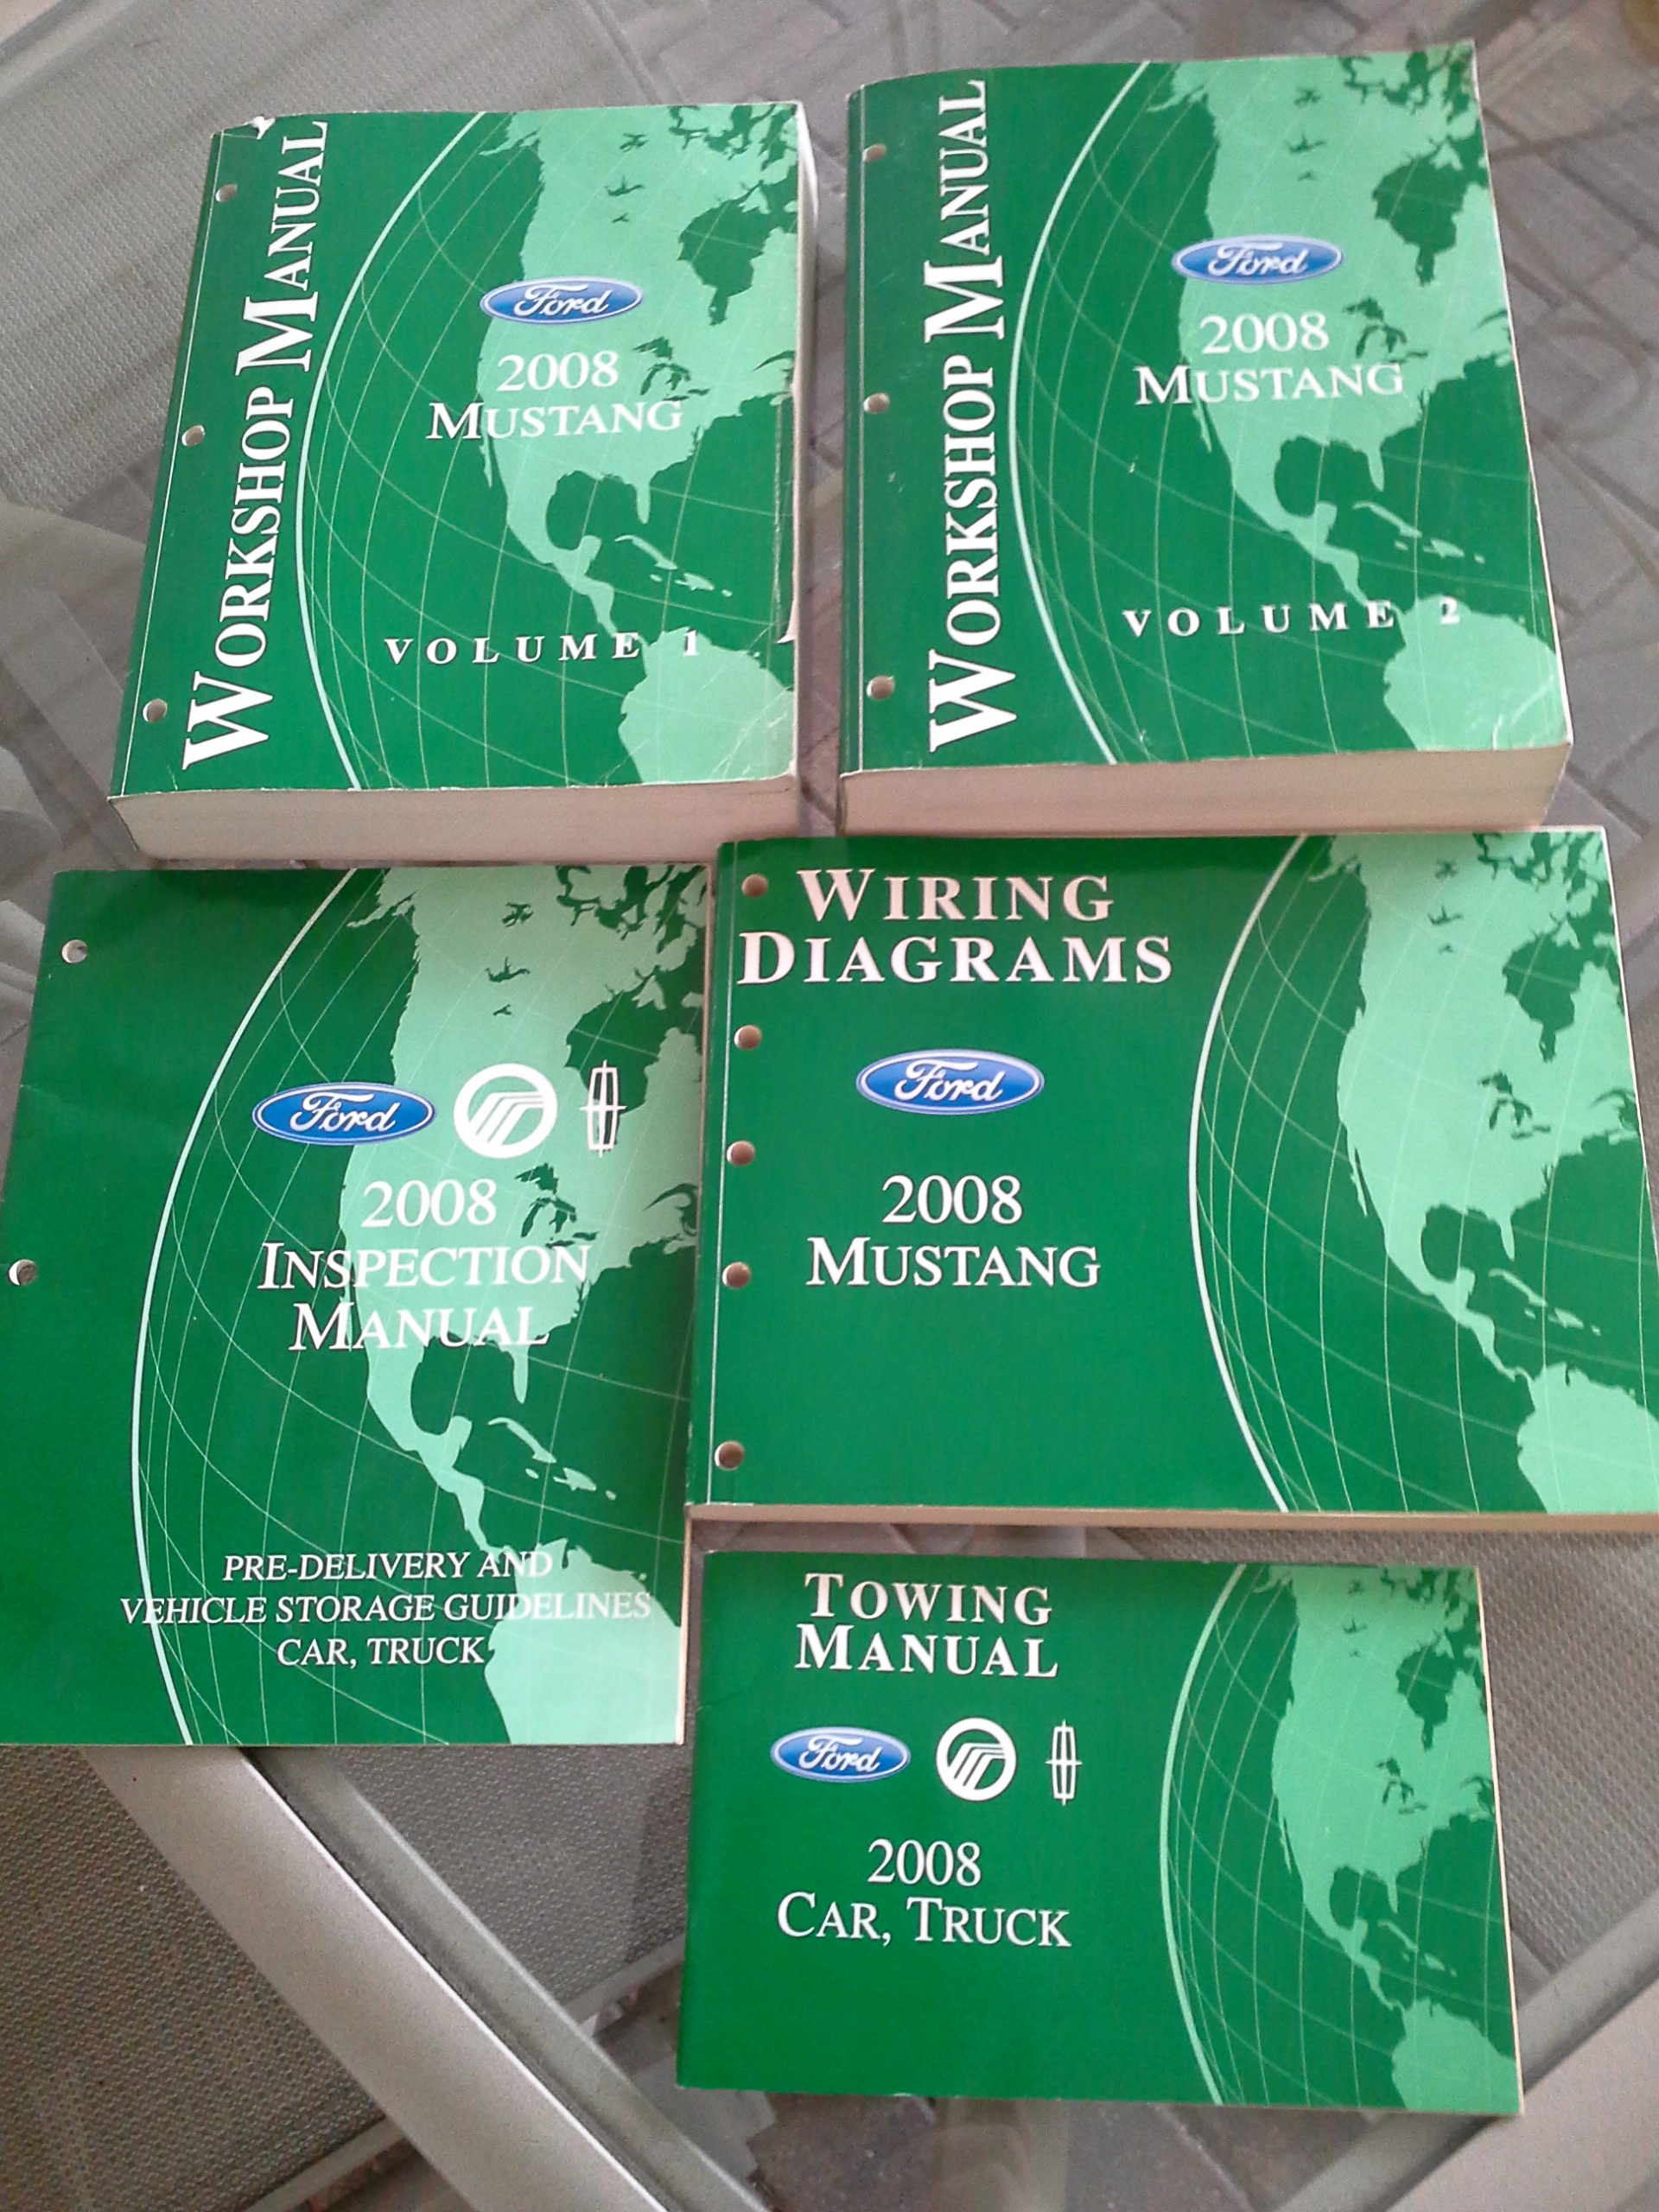 WORKSHOP MANUAL
Ford
2008
MUSTANG
VOLUME 1
WORKSHOP MANUAL
Ford
2008
MUSTANG
VOLUME 2
Ford
2008
INSPECTION
MANUAL
PRE-DELIVERY AND
VEHICLE STORAGE GUIDELINES
CAR, TRUCK
WIRING
DIAGRAMS
Ford
2008
MUSTANG
TOWING
MANUAL
Ford
2008
CAR, TRUCK